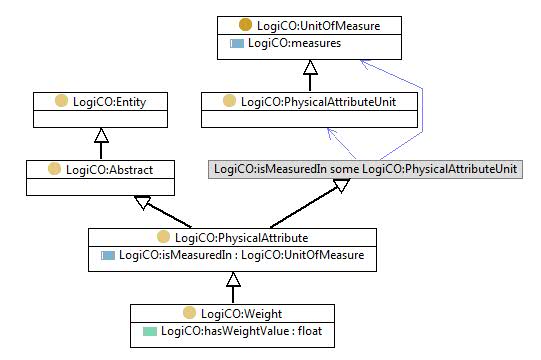 LogiCO:UnitOfMeasure
LogiCO:measures
LogiCO:Entity
LogiCO:PhysicalAttributeUnit
LogiCO:Abstract
LogiCO:isMeasuredIn some LogiCO:PhysicalAttributeUnit
LogiCO:PhysicalAttribute
LogiCO:isMeasuredIn : LogiCO:UnitOfMeasure
LogiCO:Weight
LogiCO:hasWeightValue : float